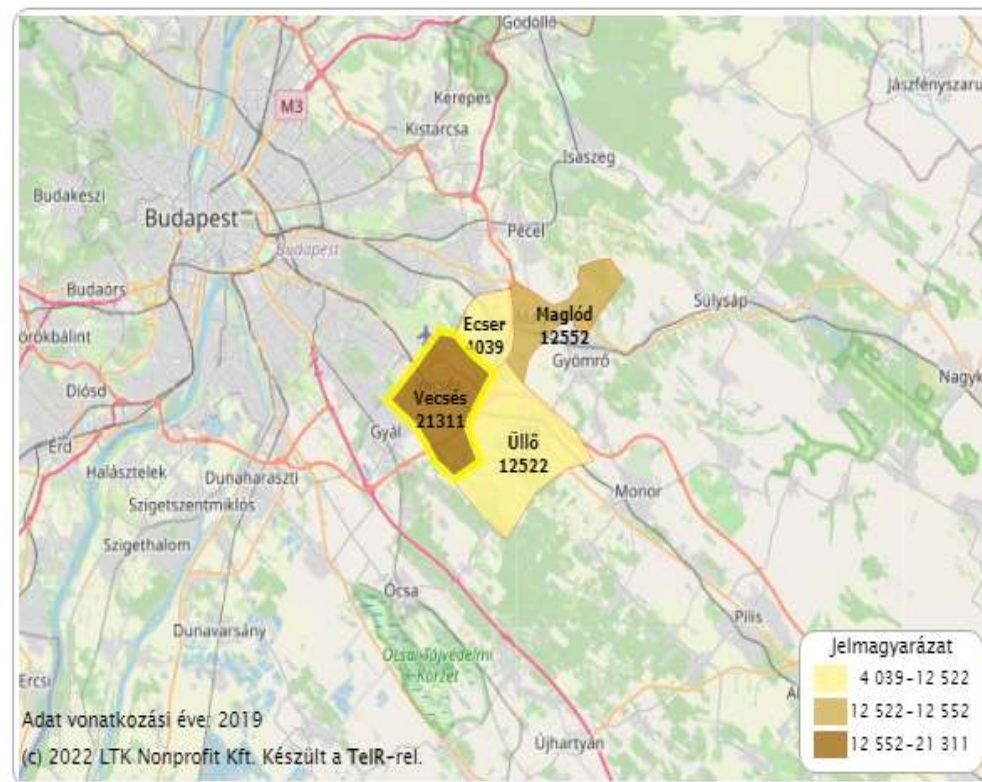 Gödöllő
Jászfényszaru
M3
Kerepes
Kistarcsa
Isaszeg
Budakeszi
Budapest
Pécel
Budapest
Budaörs
Sülysáp
Ecser
4039
Maglód
12552
Gyömrő
örökbálint
Diósd
Vecsés
21311
Nagyk
Gyál
Üllő
12522
Érd
Halásztelek
Dunaharaszti
Monor
Szigetszentmiklós
Szigethalom
Ócsa
Pilis
Dunavarsány
Ócsai Tájvédelmi
Körzet
Ercsi
Újhartyán
Jelmagyarázat
4 039-12 522
12 522-12 552
12 552-21 311
Adat vonatkozási éve: 2019
(c) 2022 LTK Nonprofit Kft. Készült a TeIR-rel.